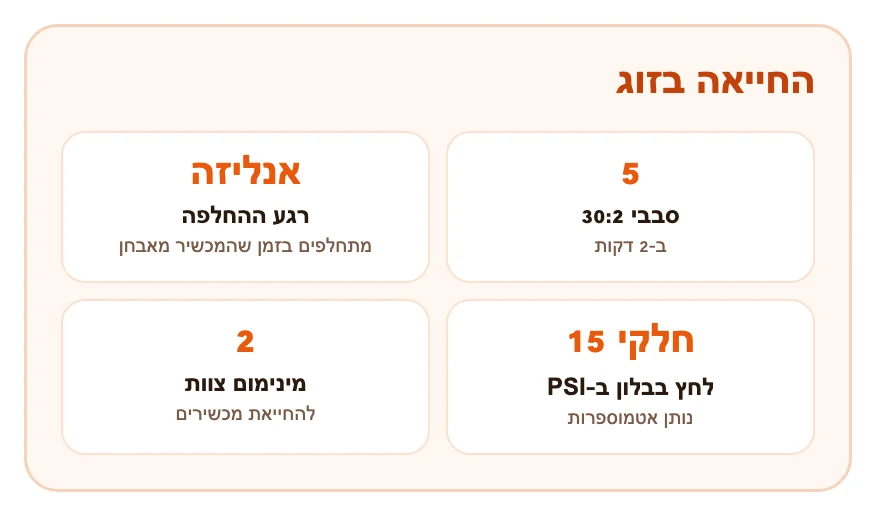 החייאה בזוג
5
סבבי 30:2
ב-2 דקות
אנליזה
רגע ההחלפה
מתחלפים בזמן שהמכשיר מאבחן
חלקי 15
לחץ בבלון ב-PSI
נותן אטמוספרות
2
מינימום צוות
להחייאת מכשירים